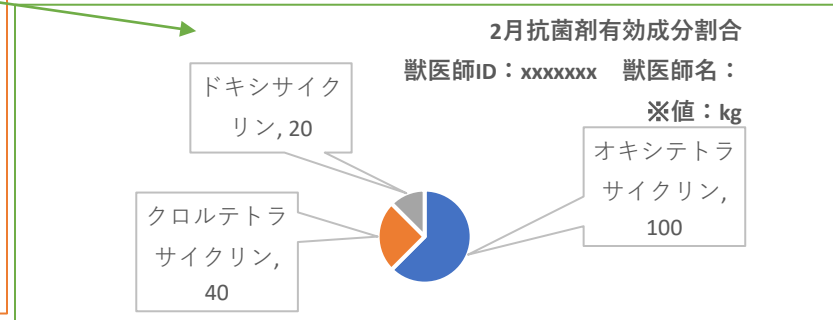 2月抗菌剤有効成分割合
獣医師ID：xxxxxxx　獣医師名：
※値：kg
ドキシサイク
リン, 20
オキシテトラ
サイクリン,
100
クロルテトラ
サイクリン,
40